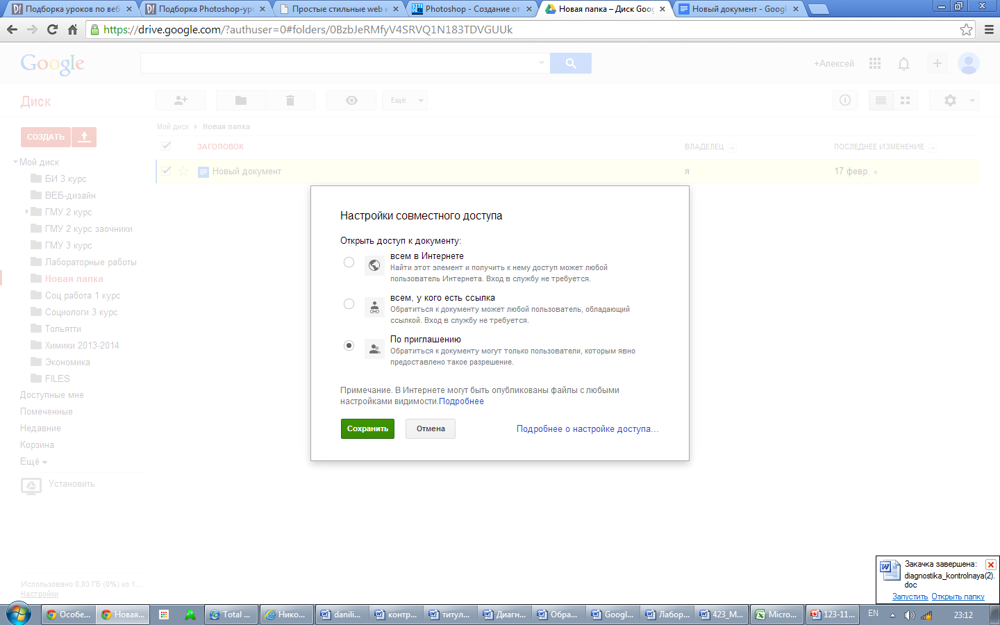 Подборка уроков по веб
Подборка Photoshop-уро
Простые стильные web
Photoshop - Создание от
Новая папка – Диск Goo
Новый документ - Googl
https://drive.google.com/?authuser=0#folders/0BzbJeRMfyV4SRVQ1N183TDVGUUk
Google
+Алексей
Диск
Ещё
Мой диск
Новая папка
СОЗДАТЬ
ЗАГОЛОВОК
ВЛАДЕЛЕЦ
ПОСЛЕДНЕЕ ИЗМЕНЕНИЕ
Новый документ
я
17 февр. я
Мой диск
БИ 3 курс
ВЕБ-дизайн
ГМУ 2 курс
ГМУ 2 курс заочники
ГМУ 3 курс
Лабораторные работы
Новая папка
Соц работа 1 курс
Социологи 3 курс
Тольятти
Химики 2013-2014
Экономика
FILES
Доступные мне
Помеченные
Недавние
Корзина
Ещё
Установить
Настройки совместного доступа
Открыть доступ к документу:
всем в Интернете
Найти этот элемент и получить к нему доступ может любой
пользователь Интернета. Вход в службу не требуется.
всем, у кого есть ссылка
Обратиться к документу может любой пользователь, обладающий
ссылкой. Вход в службу не требуется.
По приглашению
Обратиться к документу могут только пользователи, которым явно
предоставлено такое разрешение.
Примечание. В Интернете могут быть опубликованы файлы с любыми
настройками видимости.Подробнее
Сохранить
Отмена
Подробнее о настройке доступа...
Использовано 0,03 ГБ (0%) из 1...
Настройки
Закачка завершена:
diagnostika_kontrolnaya(2).
doc
Запустить Открыть папку
Особе...
Новая...
Total ...
Нико...
danili...
контр...
титул...
Диагн...
Обра...
Googl...
Лабор...
423_М...
Micro...
123-11...
EN
23:12